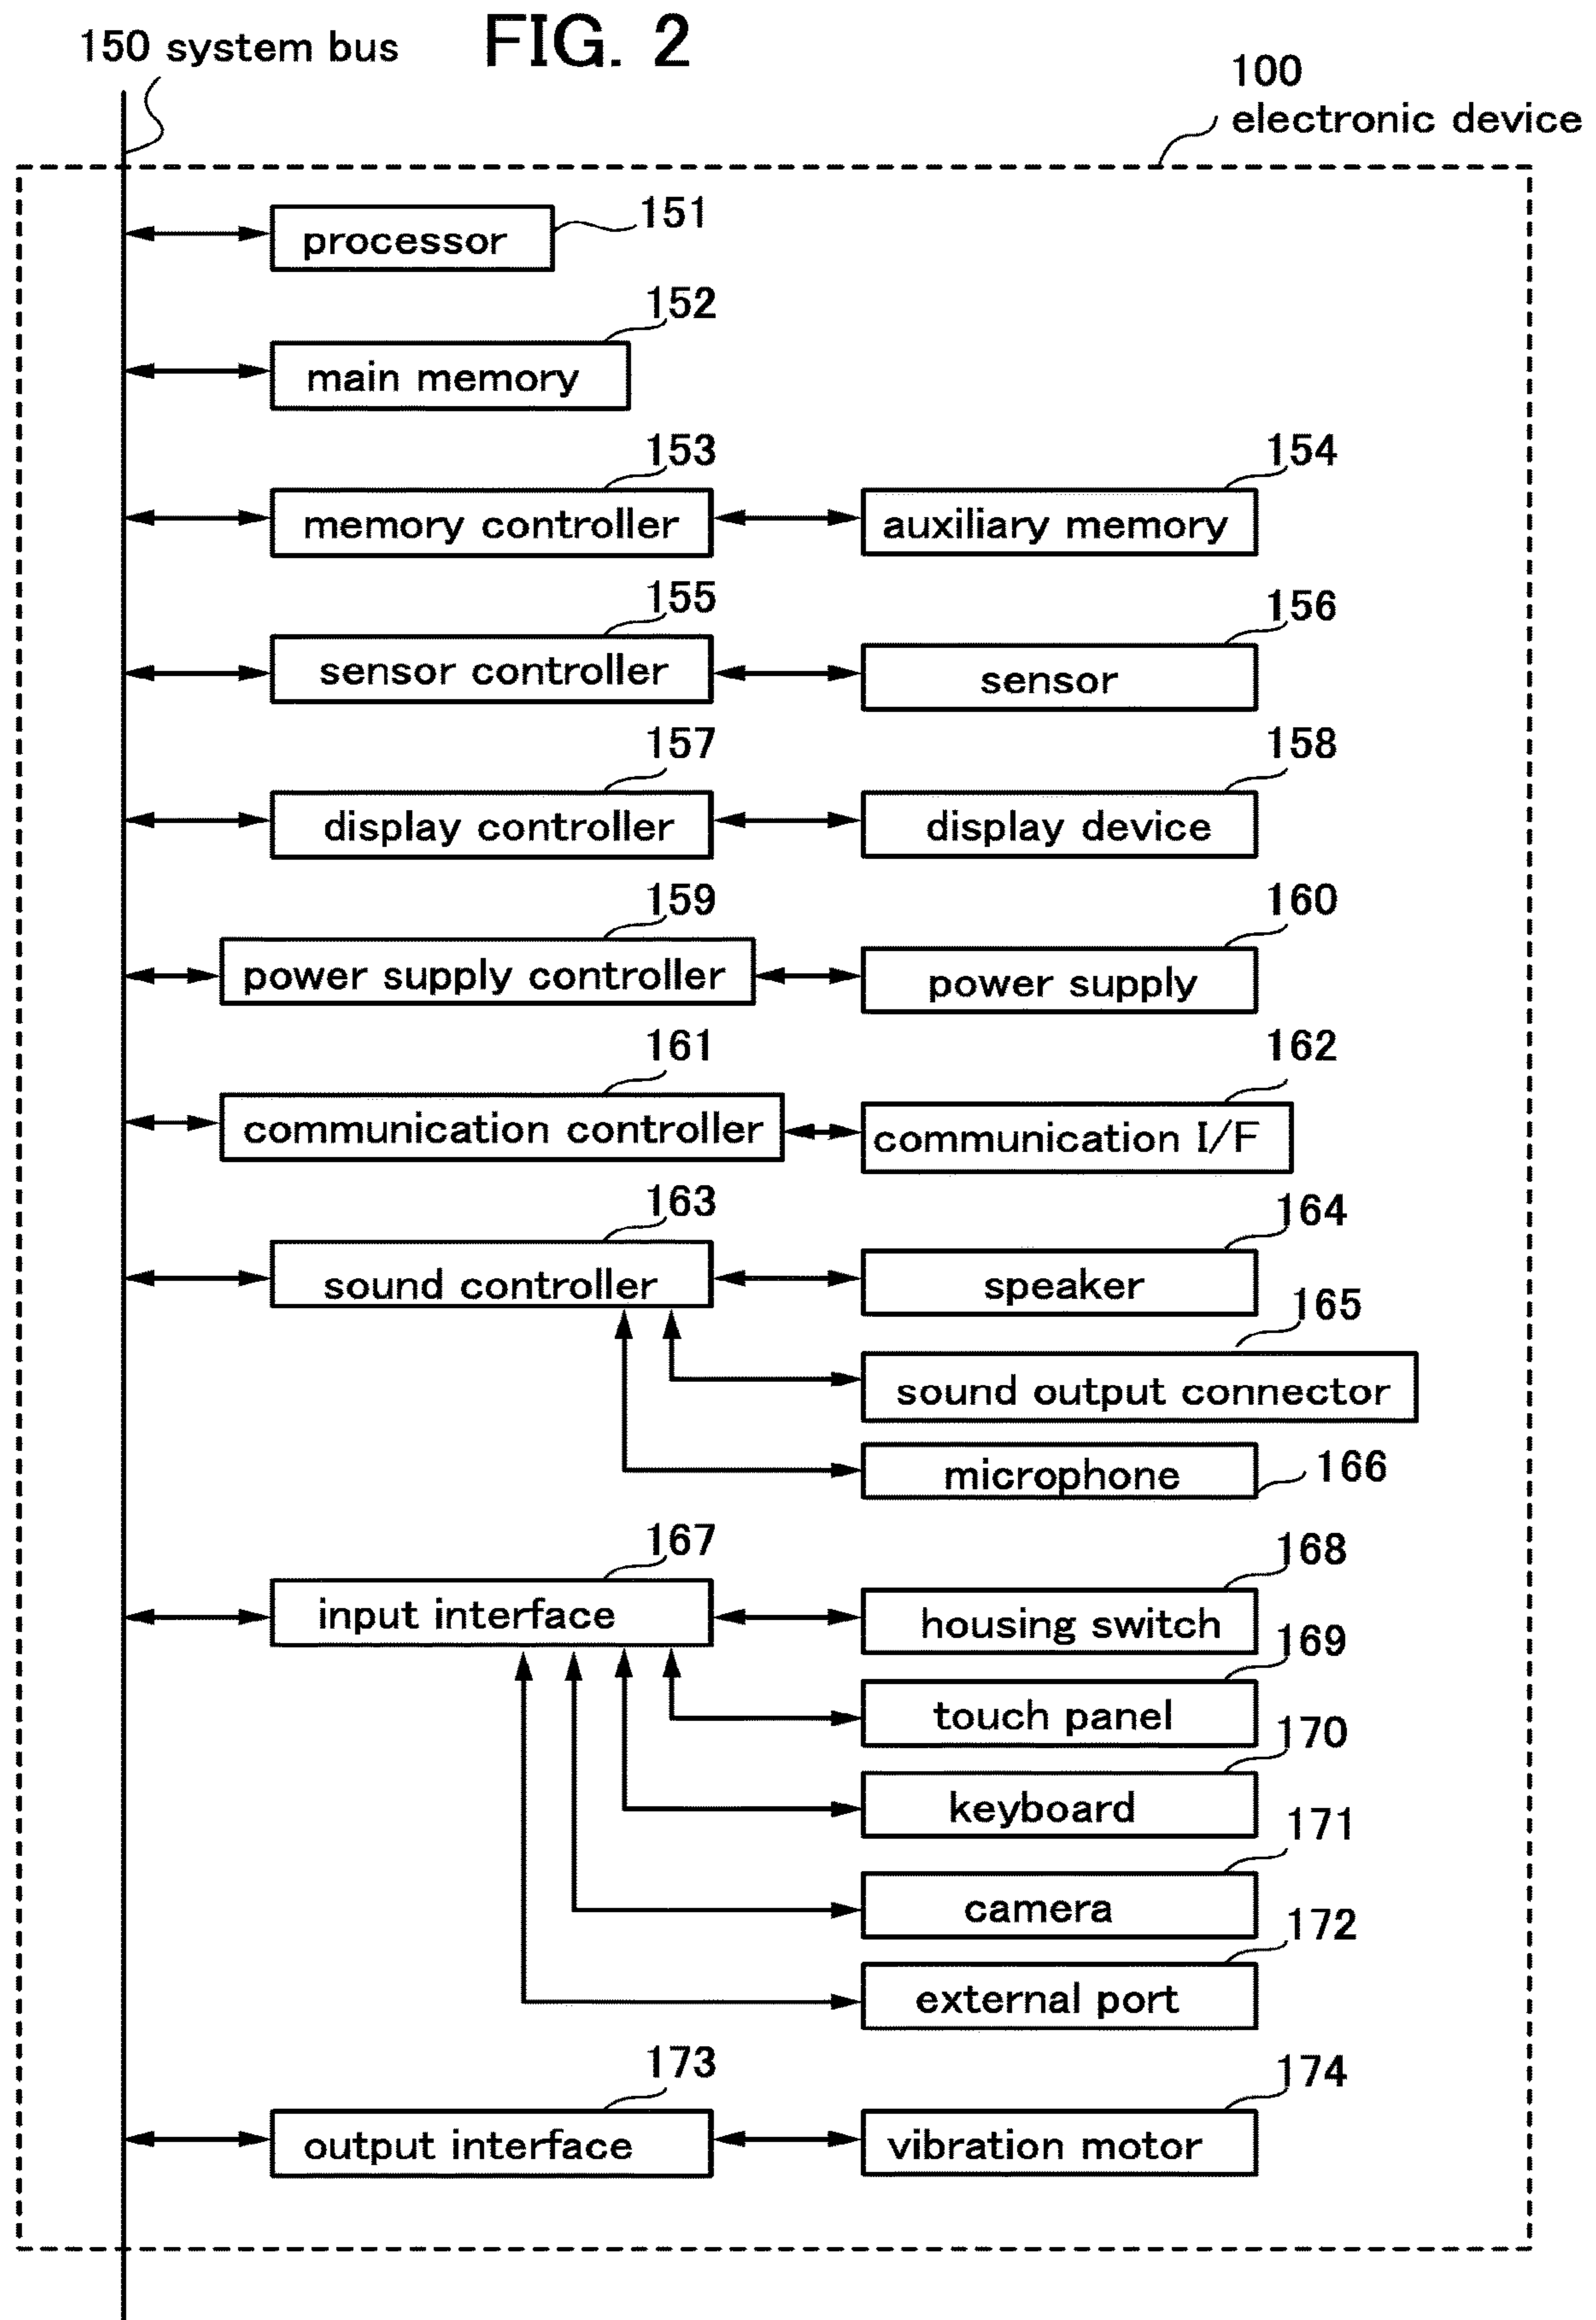 FIG. 2
150 system bus
100
electronic device
151
processor
152
main memory
153
memory controller
154
auxiliary memory
155
sensor controller
156
sensor
157
display controller
158
display device
159
power supply controller
160
power supply
161
communication controller
162
communication I/F
163
sound controller
164
speaker
165
sound output connector
microphone
166
167
input interface
168
housing switch
169
touch panel
170
keyboard
171
camera
172
external port
173
output interface
174
vibration motor